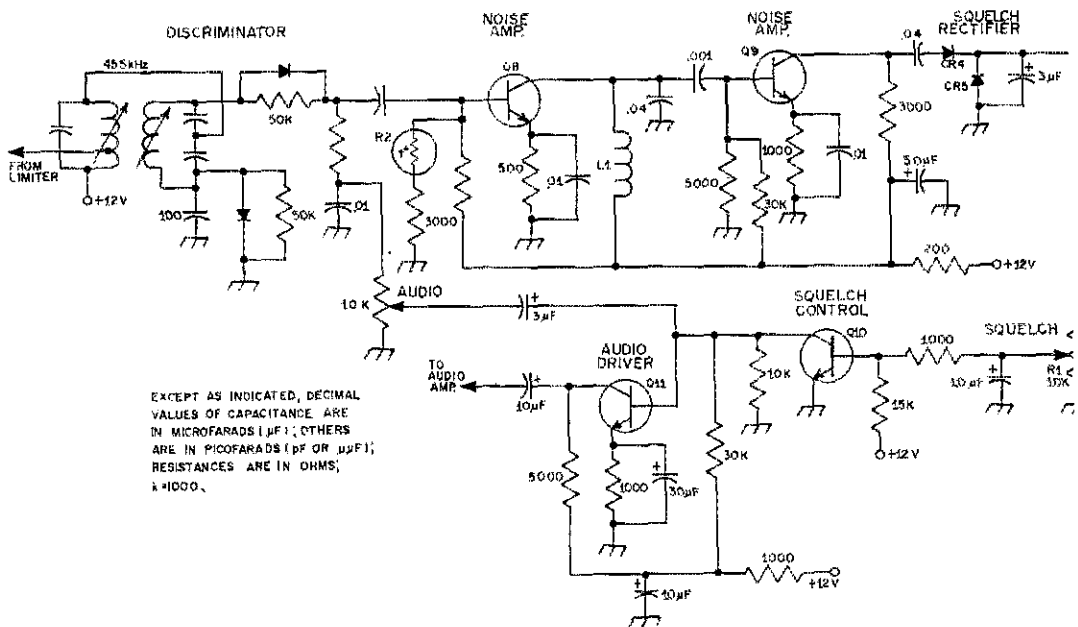 DISCRIMINATOR
NOISE
AMP.
NOISE
AMP.
SQUELCH
RECTIFIER
455kHz
50K
FROM
LIMITER
+12V
100
50K
.01
R2
3000
Q8
500
.01
L1
.04
.001
Q9
5000
30K
1000
.01
.04
CR4
CR5
3µF
3000
50µF
200
+12V
10K
AUDIO
3µF
SQUELCH
CONTROL
Q10
1000
SQUELCH
R1
10K
10µF
15K
+12V
10K
30K
AUDIO
DRIVER
Q11
TO
AUDIO
AMP.
10µF
5000
1000
30µF
1000
+12V
10µF
EXCEPT AS INDICATED, DECIMAL
VALUES OF CAPACITANCE ARE
IN MICROFARADS (µF); OTHERS
ARE IN PICOFARADS (pF OR µµF);
RESISTANCES ARE IN OHMS;
k=1000.